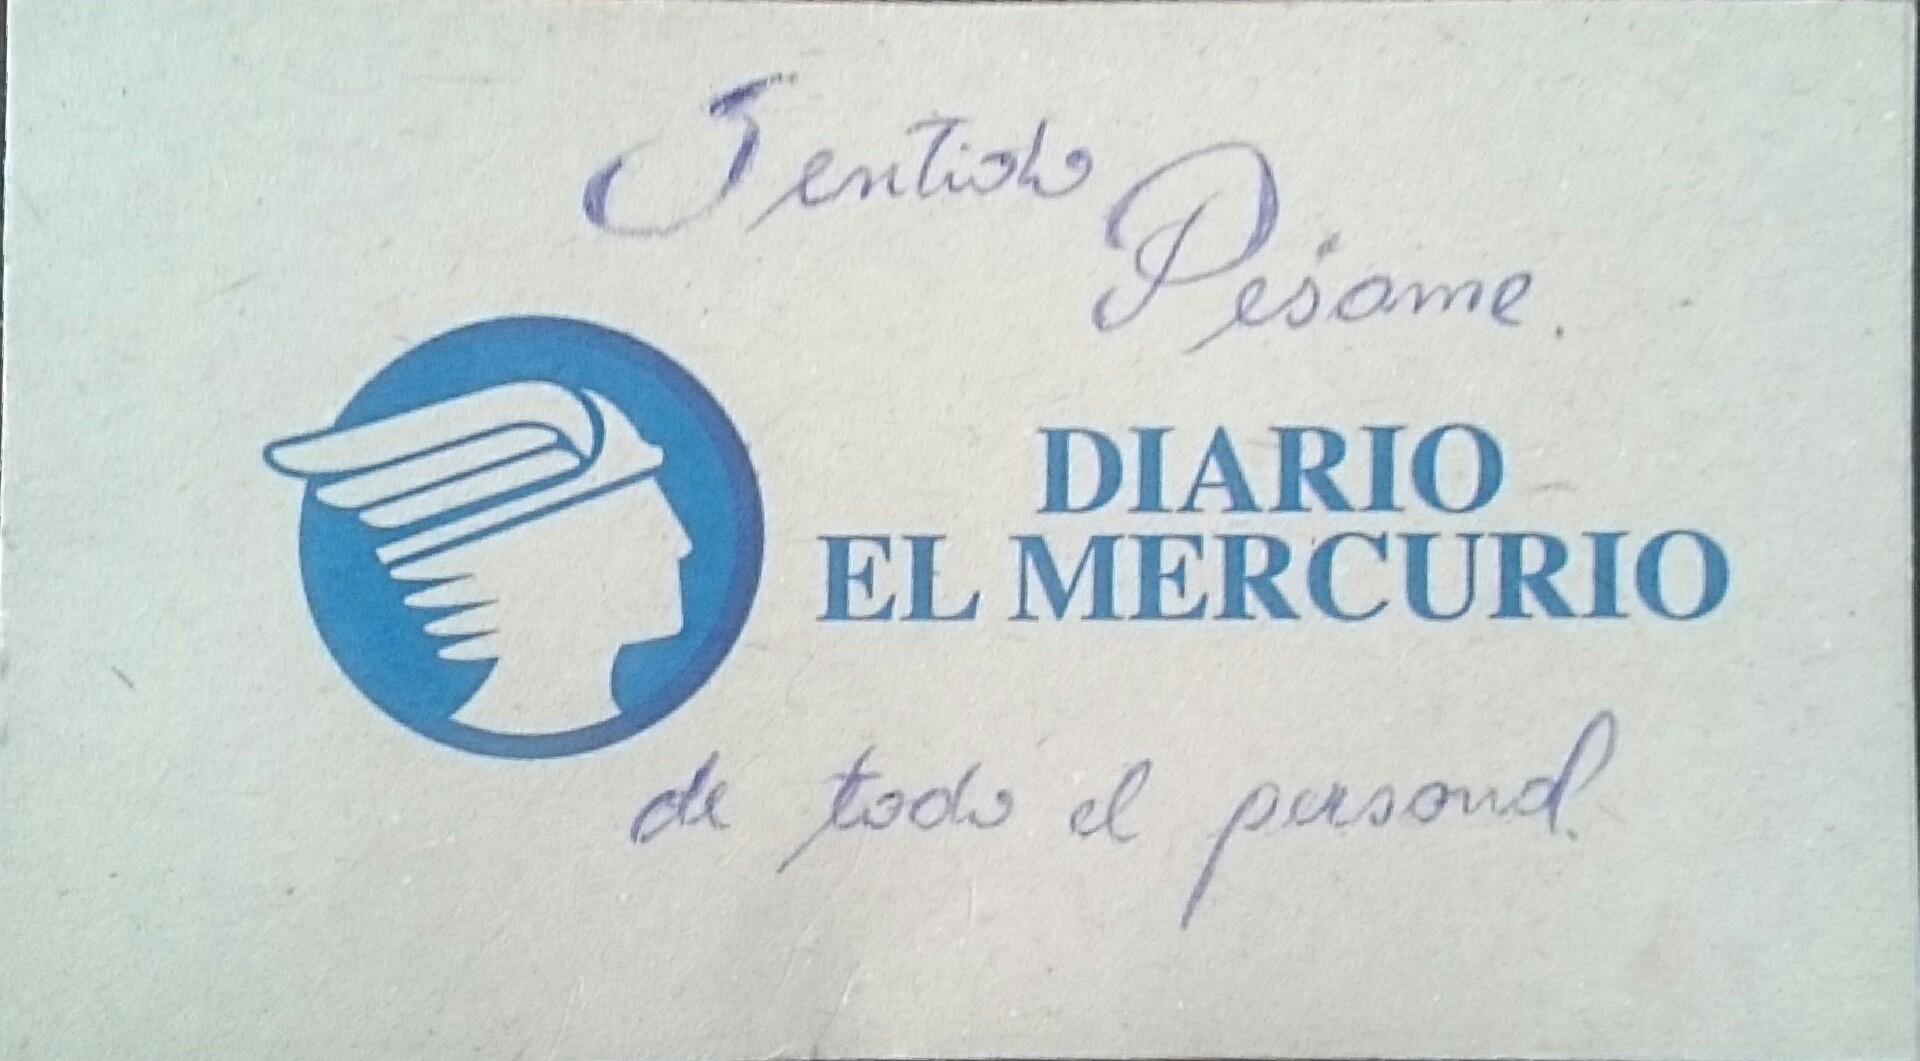 Sentido
Pésame.
DIARIO
EL MERCURIO
de todo el personal.